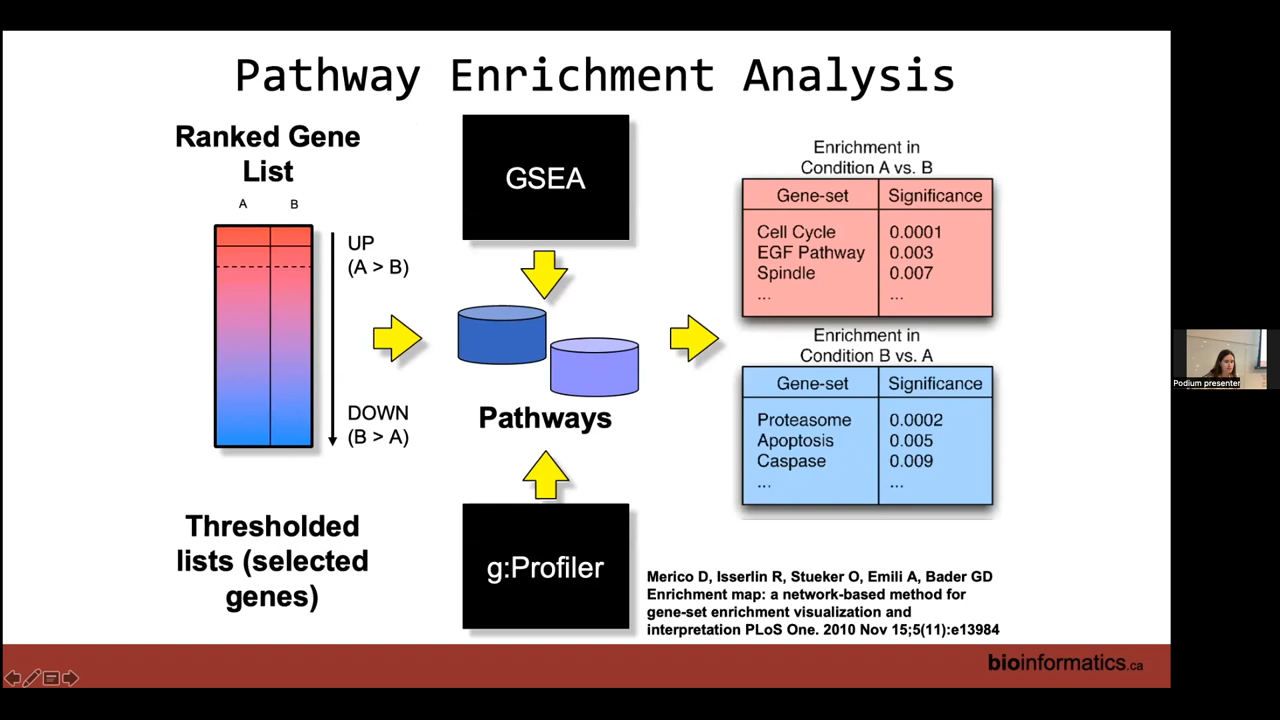 Pathway Enrichment Analysis
Ranked Gene
List
A B
UP
(A > B)
DOWN
(B > A)
Thresholded
lists (selected
genes)
GSEA
Pathways
g:Profiler
Enrichment in
Condition A vs. B
Gene-set Significance
Cell Cycle 0.0001
EGF Pathway 0.003
Spindle 0.007
... ...
Enrichment in
Condition B vs. A
Gene-set Significance
Proteasome 0.0002
Apoptosis 0.005
Caspase 0.009
... ...
Merico D, Isserlin R, Stueker O, Emili A, Bader GD
Enrichment map: a network-based method for
gene-set enrichment visualization and
interpretation PLoS One. 2010 Nov 15;5(11):e13984
bioinformatics.ca
Podium presenter